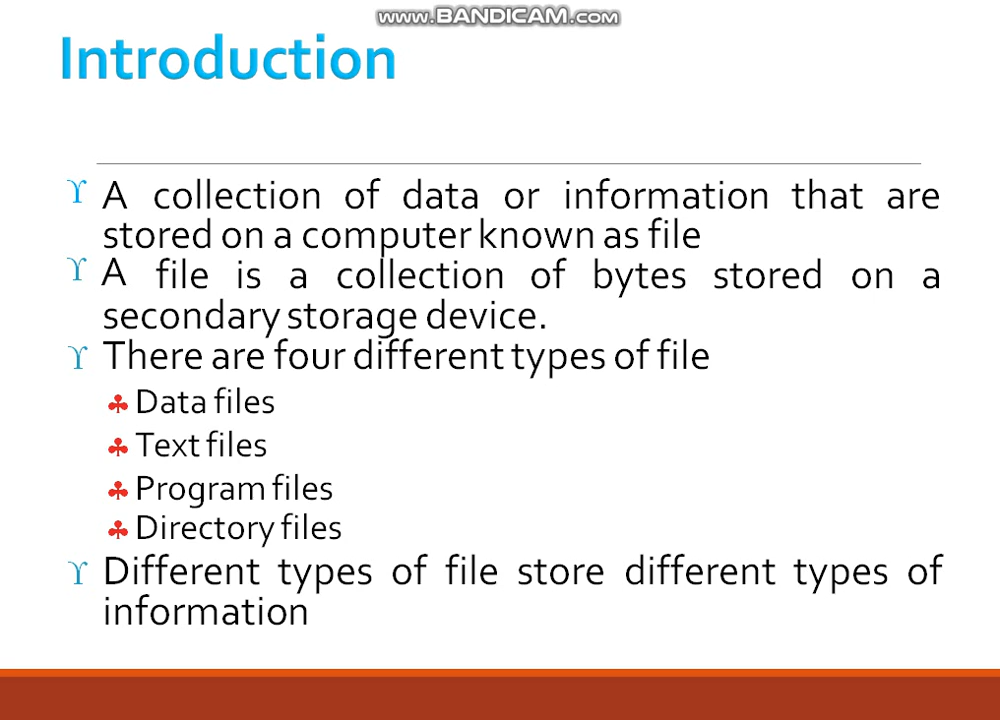 www.BANDICAM.com
Introduction
A collection of data or information that are
stored on a computer known as file
A file is a collection of bytes stored on a
secondary storage device.
There are four different types of file
Data files
Text files
Program files
Directory files
Different types of file store different types of
information